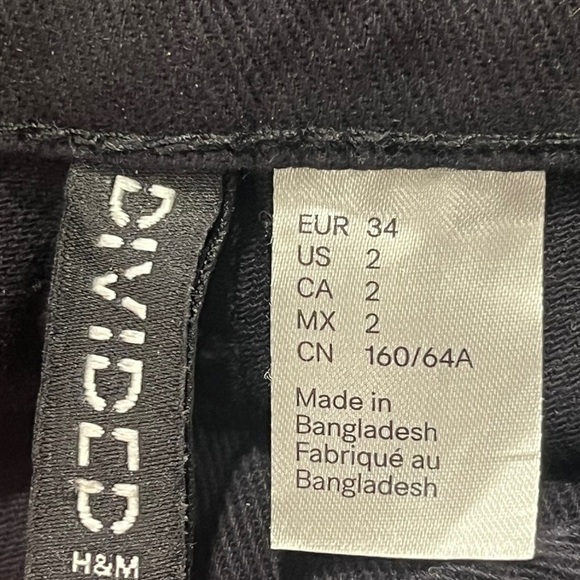 DIVIDED
H&M
EUR 34
US 2
CA 2
MX 2
CN 160/64A
Made in
Bangladesh
Fabriqué au
Bangladesh